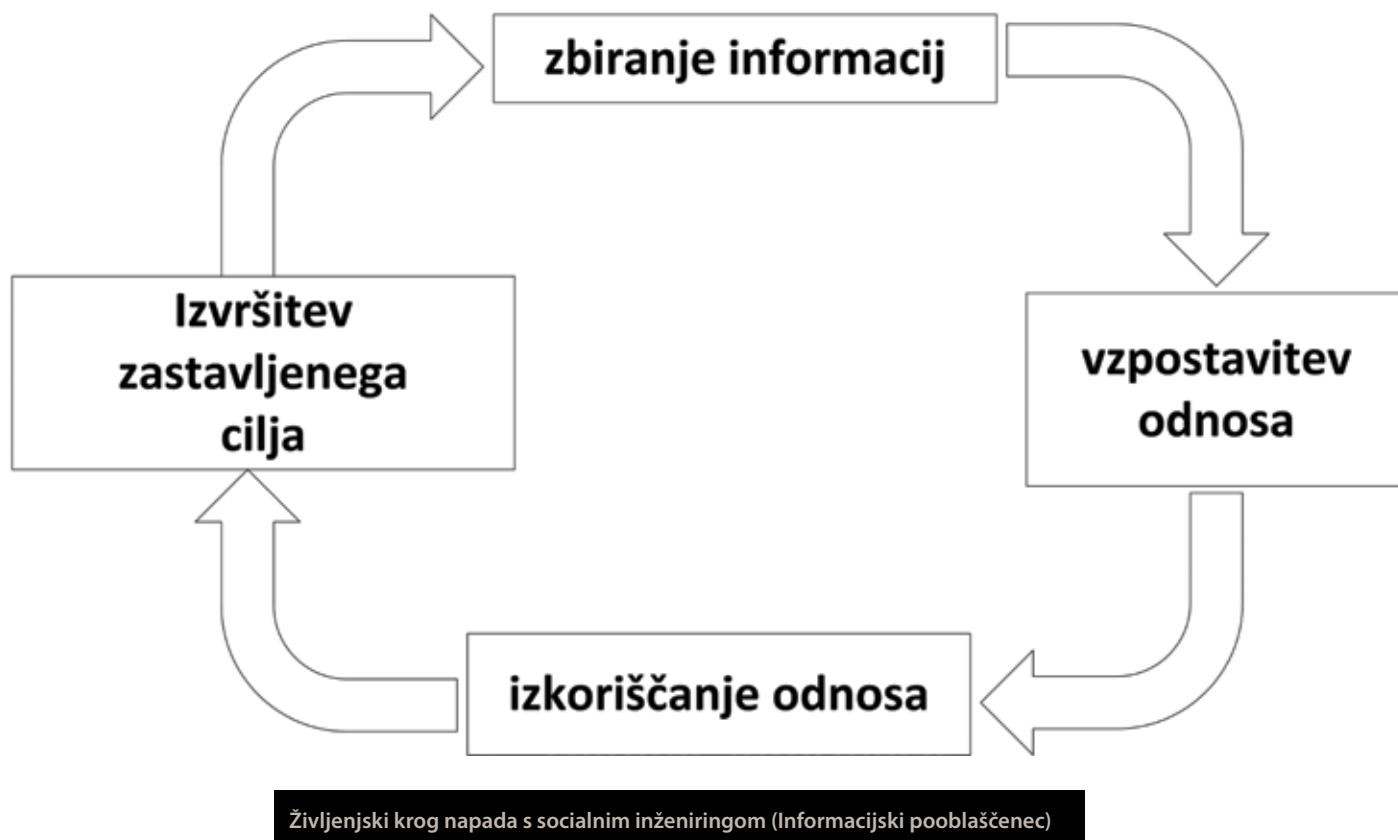 zbiranje informacij
vzpostavitev
odnosa
izkoriščanje odnosa
Izvršitev
zastavljenega
cilja
Življenjski krog napada s socialnim inženiringom (Informacijski pooblaščenec)